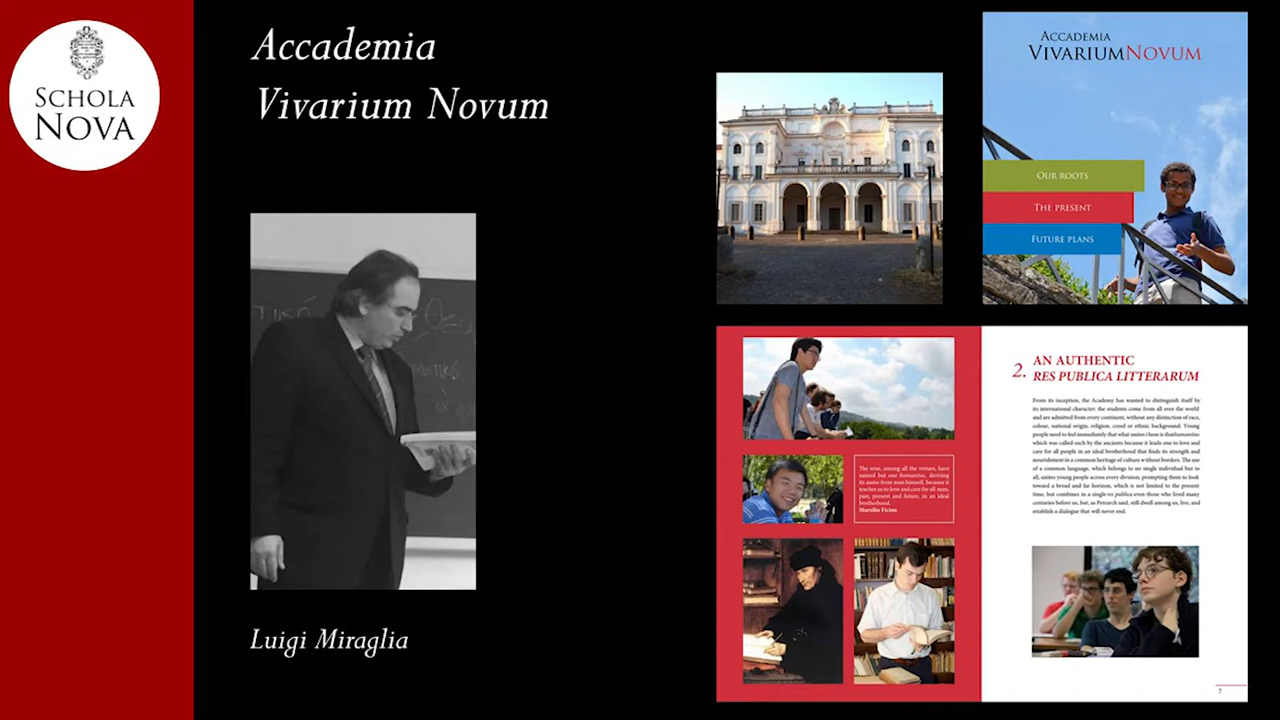 SCHOLA
NOVA
Accademia
Vivarium Novum
Luigi Miraglia
ACCADEMIA
VIVARIUMNOVUM
OUR ROOTS
THE PRESENT
FUTURE PLANS
The wise, among all the virtues, have
named but one humanitas, deriving
its name from man himself, because it
teaches us to love and care for all men,
past, present and future, in an ideal
brotherhood.
Marsilio Ficino
2. AN AUTHENTIC
RES PUBLICA LITTERARUM
From its inception, the Academy has wanted to distinguish itself by
its international character: the students come from all over the world
and are admitted from every continent, without any distinction of race,
colour, national origin, religion, creed or ethnic background. Young
people need to feel immediately that what unites them is that humanitas
which was called such by the ancients because it leads one to love and
care for all people in an ideal brotherhood that finds its strength and
nourishment in a common heritage of culture without borders. The use
of a common language, which belongs to no single individual but to
all, unites young people across every division, prompting them to look
toward a broad and far horizon, which is not limited to the present
time, but combines in a single res publica even those who lived many
centuries before us, but, as Petrarch said, still dwell among us, live, and
establish a dialogue that will never end.
7